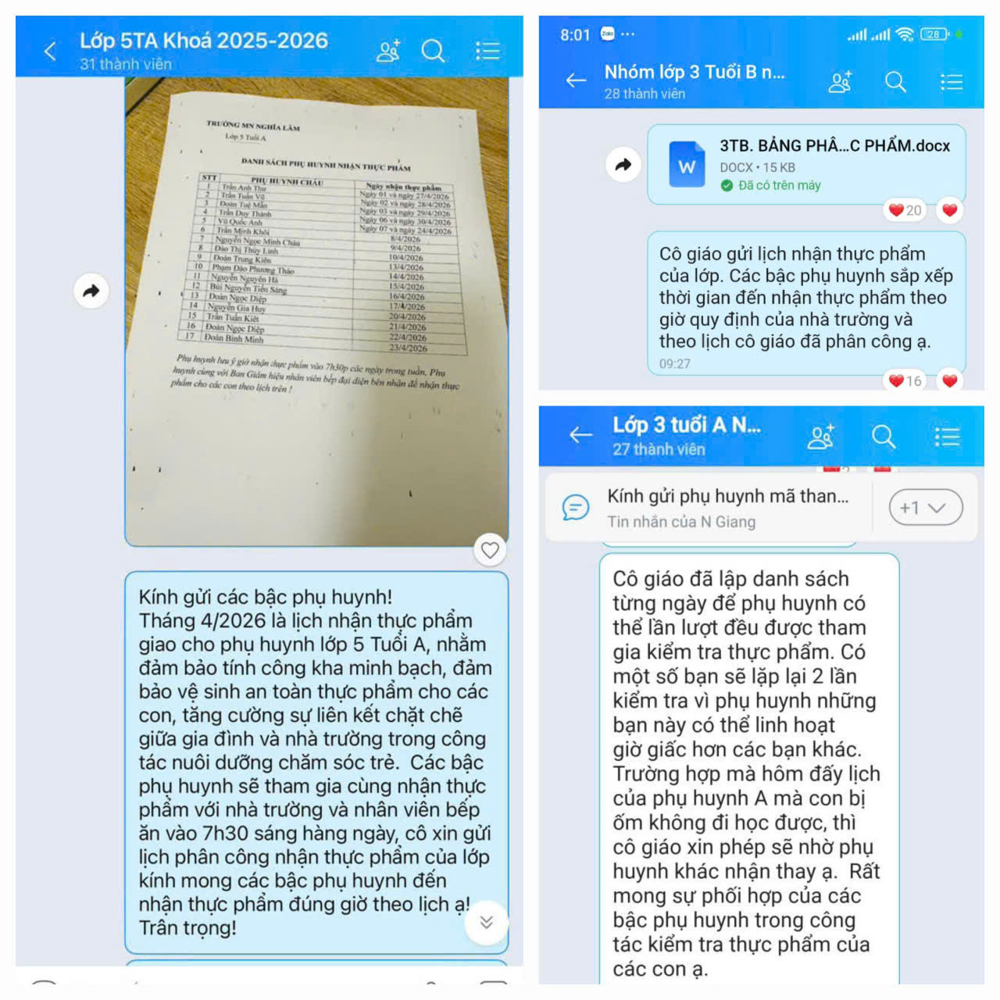 Lớp 5TA Khoá 2025-2026
31 thành viên
TRƯỜNG MN NGHĨA LÂM
Lớp 5 Tuổi A
DANH SÁCH PHỤ HUYNH NHẬN THỰC PHẨM
STT PHỤ HUYNH CHÁU Ngày nhận thực phẩm
1 Trần Anh Thư Ngày 01 và ngày 27/4/2026
2 Trần Tuấn Vũ Ngày 02 và ngày 28/4/2026
3 Đoàn Tuệ Mẫn Ngày 03 và ngày 29/4/2026
4 Trần Duy Thành Ngày 06 và ngày 30/4/2026
5 Vũ Quốc Anh Ngày 07 và ngày 24/4/2026
6 Trần Minh Khôi 8/4/2026
7 Nguyễn Ngọc Minh Châu 9/4/2026
8 Đào Thị Thùy Linh 10/4/2026
9 Đoàn Trung Kiên 13/4/2026
10 Phạm Đào Phương Thảo 14/4/2026
11 Nguyễn Nguyên Hà 15/4/2026
12 Bùi Nguyễn Tiến Sáng 16/4/2026
13 Đoàn Ngọc Diệp 17/4/2026
14 Nguyễn Gia Huy 20/4/2026
15 Trần Tuấn Kiệt 21/4/2026
16 Đoàn Ngọc Diệp 22/4/2026
17 Đoàn Bình Minh 23/4/2026
Phụ huynh lưu ý giờ nhận thực phẩm vào 7h30p các ngày trong tuần. Phụ
huynh cùng với Ban Giám hiệu nhân viên bếp đại diện bên nhận để nhận thực
phẩm cho các con theo lịch trên !
Kính gửi các bậc phụ huynh!
Tháng 4/2026 là lịch nhận thực phẩm
giao cho phụ huynh lớp 5 Tuổi A, nhằm
đảm bảo tính công kha minh bạch, đảm
bảo vệ sinh an toàn thực phẩm cho các
con, tăng cường sự liên kết chặt chẽ
giữa gia đình và nhà trường trong công
tác nuôi dưỡng chăm sóc trẻ. Các bậc
phụ huynh sẽ tham gia cùng nhận thực
phẩm với nhà trường và nhân viên bếp
ăn vào 7h30 sáng hàng ngày, cô xin gửi
lịch phân công nhận thực phẩm của lớp
kính mong các bậc phụ huynh đến
nhận thực phẩm đúng giờ theo lịch ạ!
Trân trọng!
8:01 Zalo ··· 28
Nhóm lớp 3 Tuổi B n...
28 thành viên
3TB. BẢNG PHÂ...C PHẨM.docx
W
DOCX • 15 KB
Đã có trên máy
20
Cô giáo gửi lịch nhận thực phẩm
của lớp. Các bậc phụ huynh sắp xếp
thời gian đến nhận thực phẩm theo
giờ quy định của nhà trường và
theo lịch cô giáo đã phân công ạ.
09:27
16
Lớp 3 tuổi A N...
27 thành viên
Kính gửi phụ huynh mã than...
Tin nhắn của N Giang
+1
Cô giáo đã lập danh sách
từng ngày để phụ huynh có
thể lần lượt đều được tham
gia kiểm tra thực phẩm. Có
một số bạn sẽ lặp lại 2 lần
kiểm tra vì phụ huynh những
bạn này có thể linh hoạt
giờ giấc hơn các bạn khác.
Trường hợp mà hôm đấy lịch
của phụ huynh A mà con bị
ốm không đi học được, thì
cô giáo xin phép sẽ nhờ phụ
huynh khác nhận thay ạ. Rất
mong sự phối hợp của các
bậc phụ huynh trong công
tác kiểm tra thực phẩm của
các con ạ.